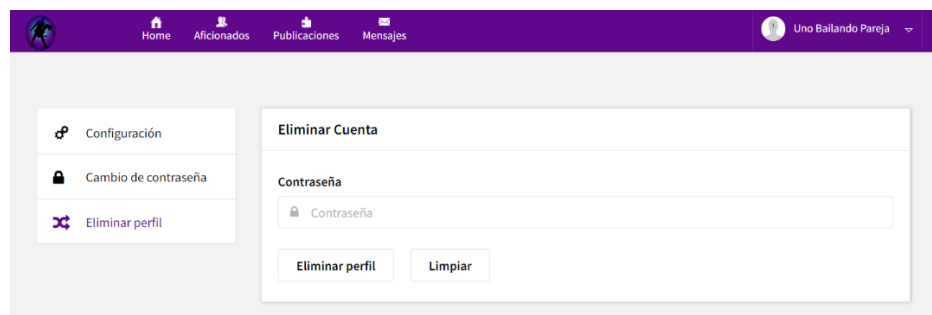 Home Aficionados Publicaciones Mensajes Uno Bailando Pareja
Configuración
Cambio de contraseña
Eliminar perfil
Eliminar Cuenta
Contraseña
Contraseña
Eliminar perfil Limpiar